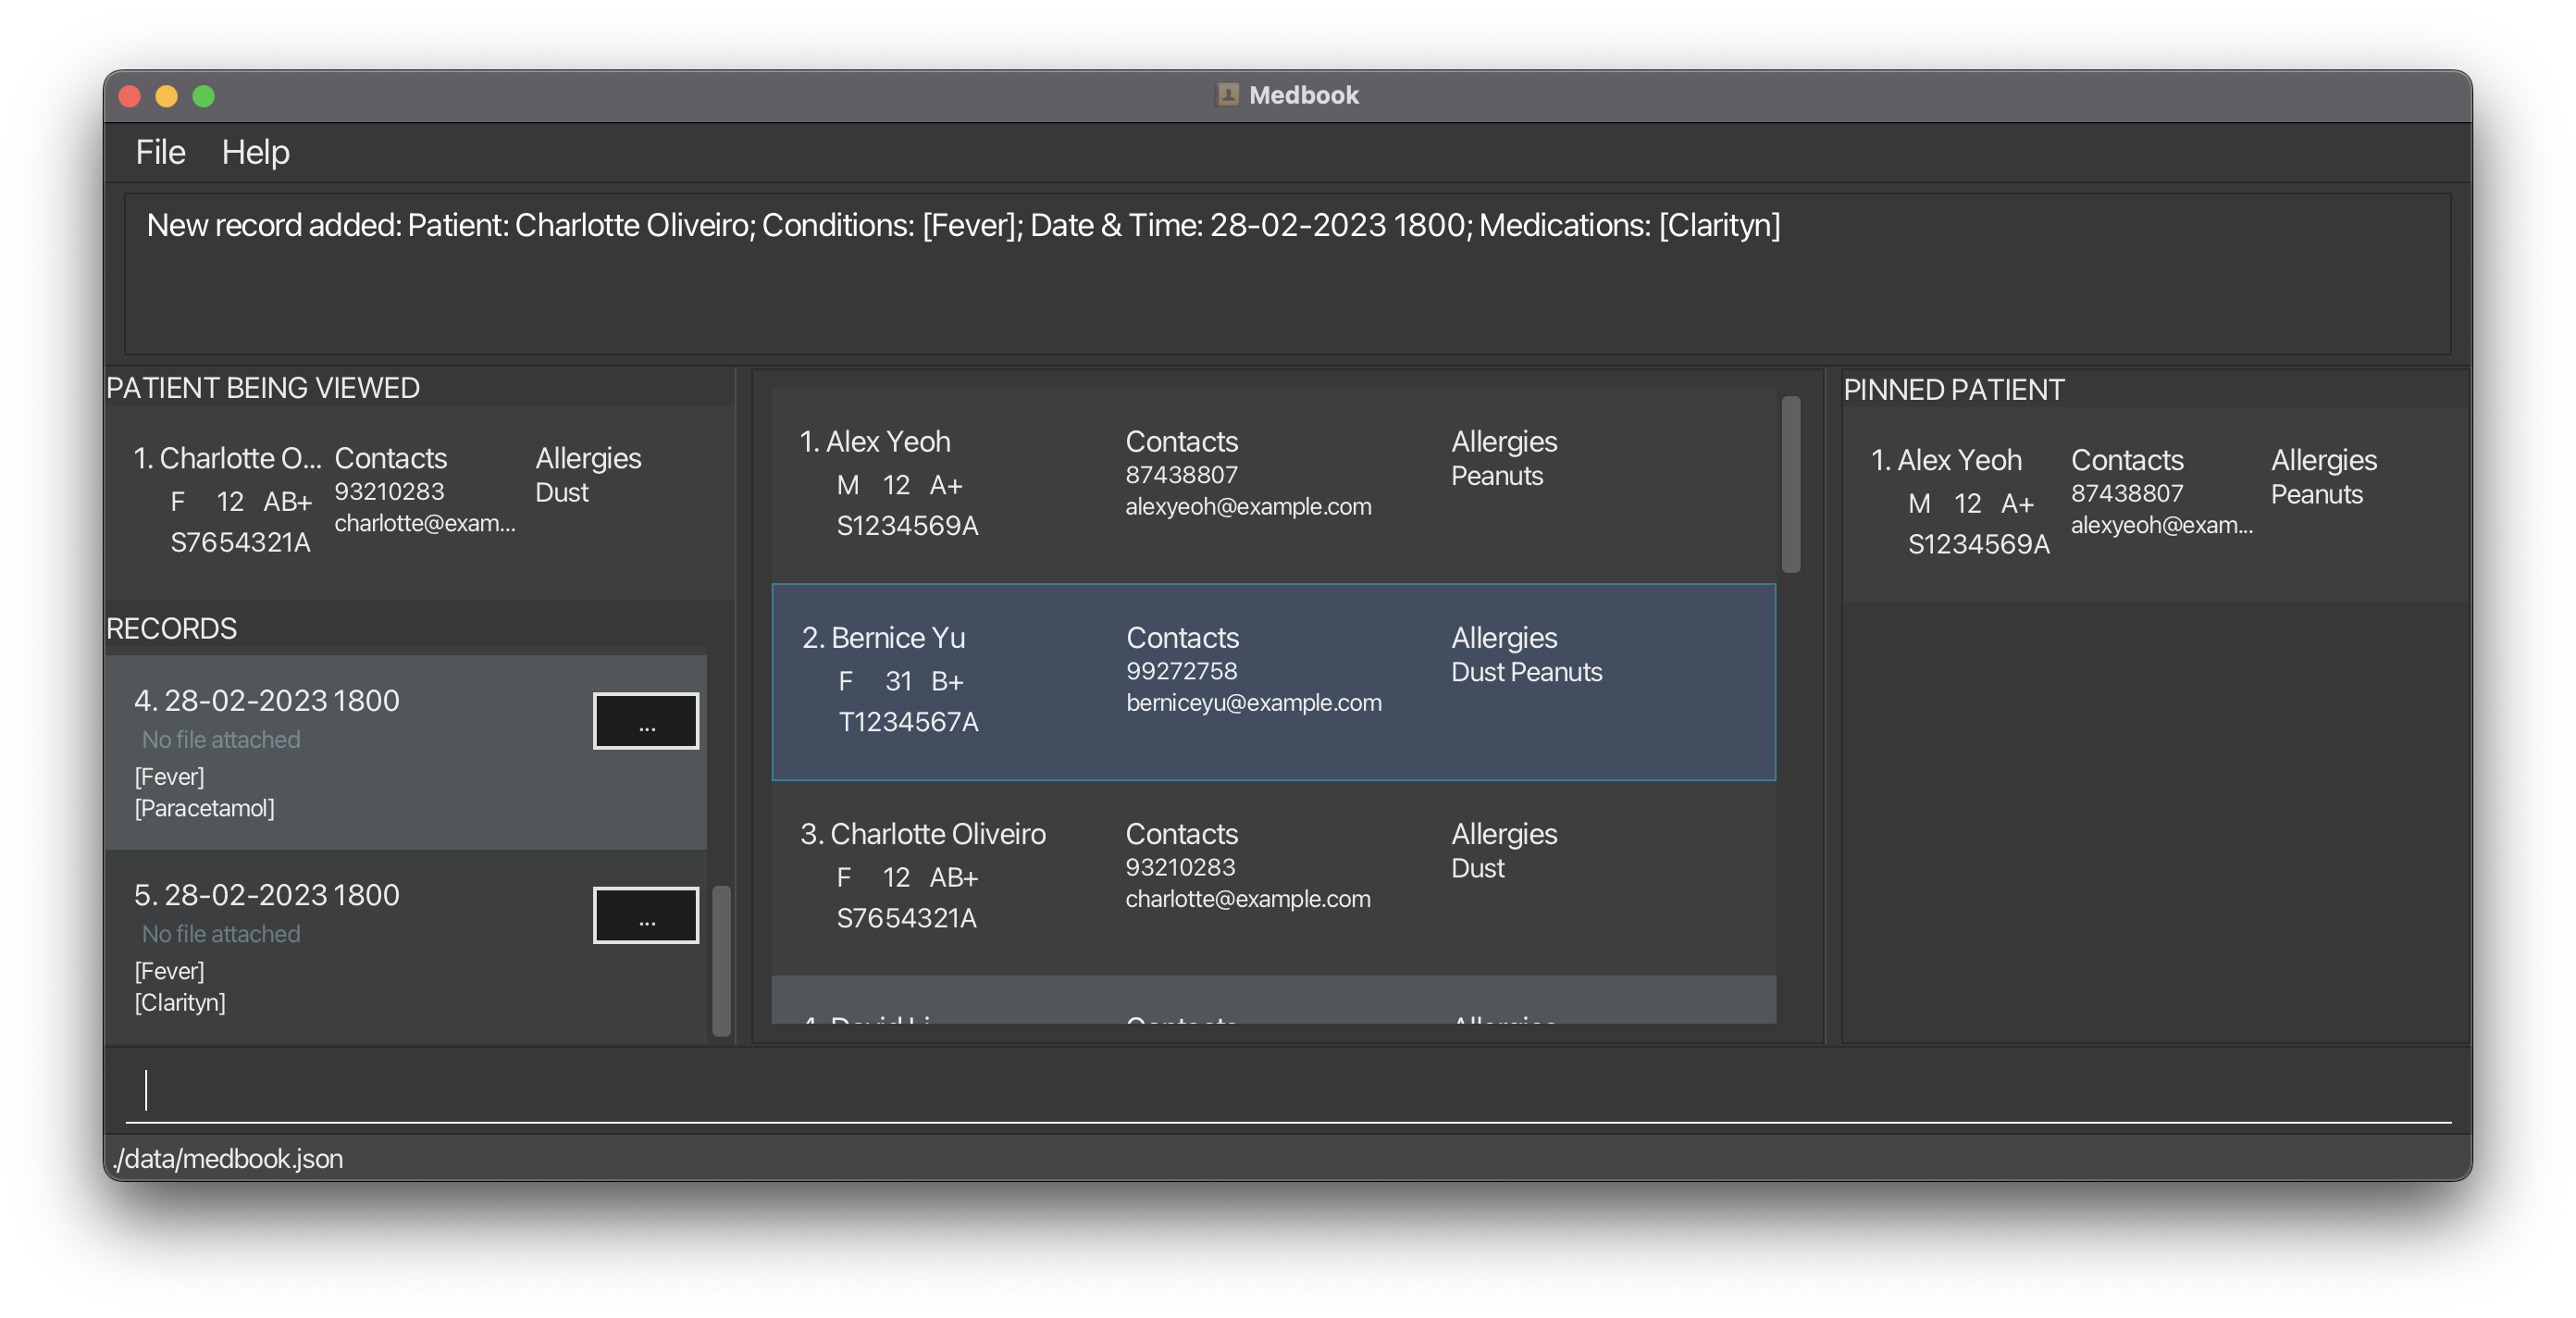 Medbook
File Help
New record added: Patient: Charlotte Oliveiro; Conditions: [Fever]; Date & Time: 28-02-2023 1800; Medications: [Clarityn]
PATIENT BEING VIEWED
1. Charlotte O... Contacts Allergies
F 12 AB+ 93210283 Dust
S7654321A charlotte@exam...
RECORDS
4. 28-02-2023 1800
...
No file attached
[Fever]
[Paracetamol]
5. 28-02-2023 1800
...
No file attached
[Fever]
[Clarityn]
1. Alex Yeoh Contacts Allergies
87438807 Peanuts
M 12 A+
alexyeoh@example.com
S1234569A
2. Bernice Yu Contacts Allergies
99272758 Dust Peanuts
F 31 B+
berniceyu@example.com
T1234567A
3. Charlotte Oliveiro Contacts Allergies
93210283 Dust
F 12 AB+
charlotte@example.com
S7654321A
4. David Li Contacts Allergies
PINNED PATIENT
1. Alex Yeoh Contacts Allergies
87438807 Peanuts
M 12 A+
alexyeoh@exam...
S1234569A
./data/medbook.json